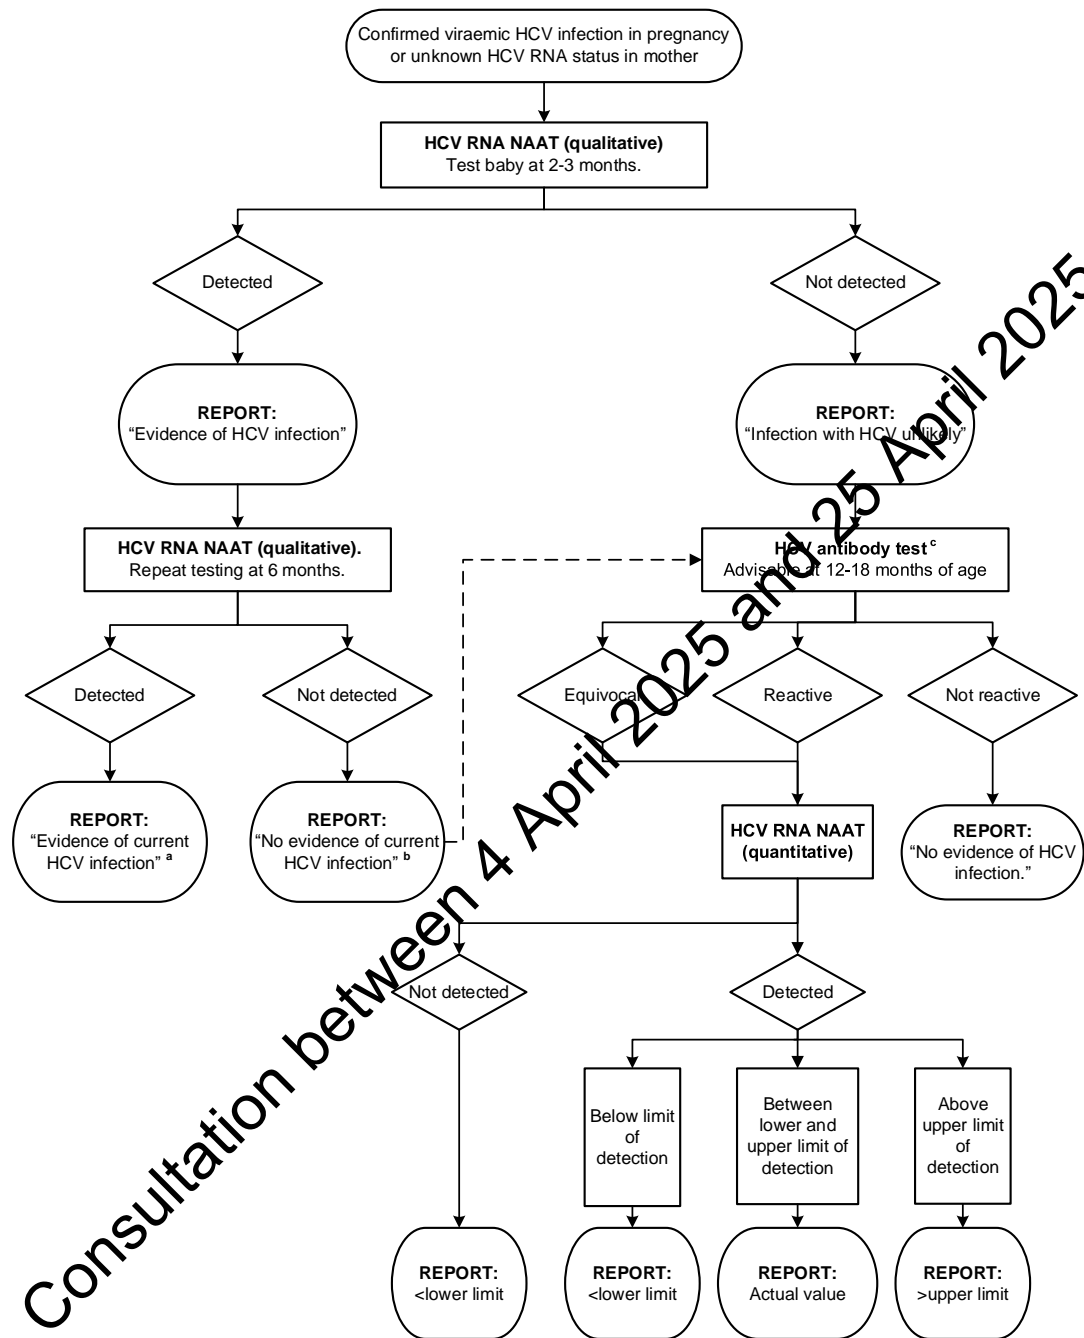 Confirmed viraemic HCV infection in pregnancy
or unknown HCV RNA status in mother
HCV RNA NAAT (qualitative)
Test baby at 2-3 months.
Detected
Not detected
REPORT:
“Evidence of HCV infection”
REPORT:
“Infection with HCV unlikely”
HCV RNA NAAT (qualitative).
Repeat testing at 6 months.
HCV antibody test c
Advisable at 12-18 months of age
Detected
Not detected
Equivocal
Reactive
Not reactive
REPORT:
“Evidence of current
HCV infection” a
REPORT:
“No evidence of current
HCV infection” b
HCV RNA NAAT
(quantitative)
REPORT:
“No evidence of HCV
infection.”
Not detected
Detected
Below limit
of
detection
Between
lower and
upper limit of
detection
Above
upper limit
of
detection
REPORT:
<lower limit
REPORT:
<lower limit
REPORT:
Actual value
REPORT:
>upper limit
Consultation between 4 April 2025 and 25 April 2025